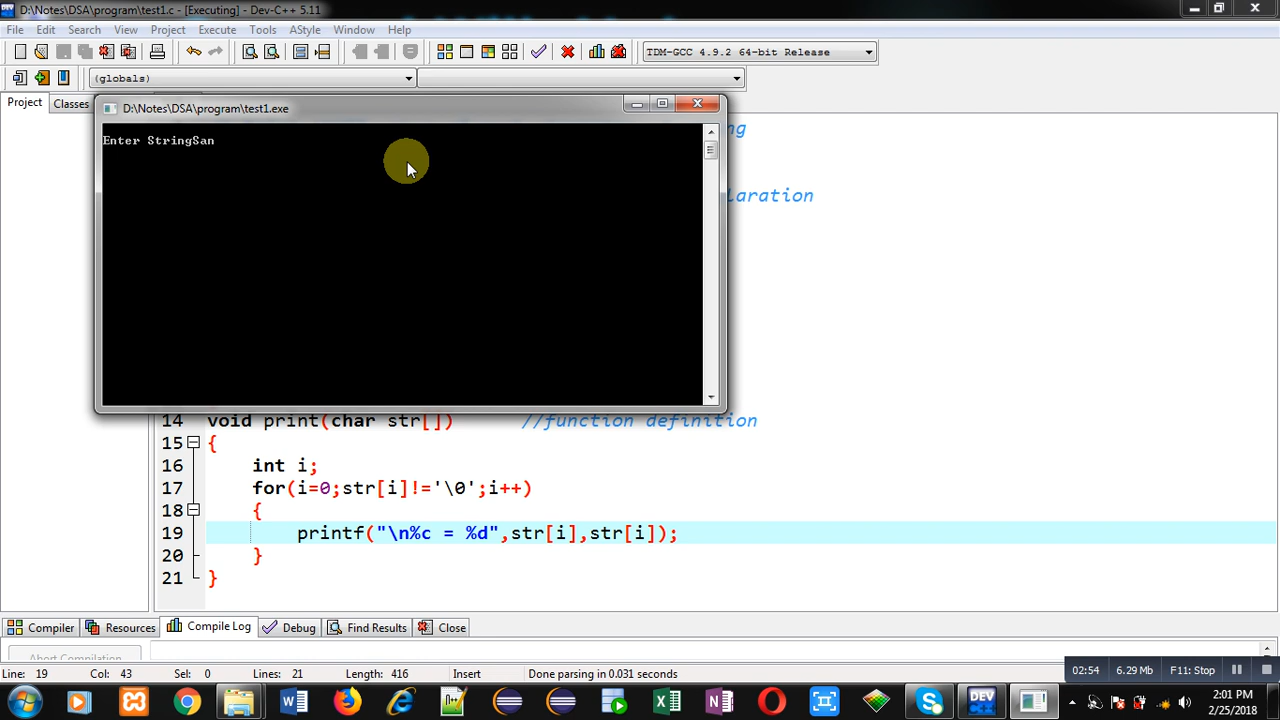 D:\Notes\DSA\program\test1.c - [Executing] - Dev-C++ 5.11
File Edit Search View Project Execute Tools AStyle Window Help
TDM-GCC 4.9.2 64-bit Release
(globals)
Project Classes
D:\Notes\DSA\program\test1.exe
ng
Enter StringSan
laration
14 void print(char str[]) //function definition
15 {
16 int i;
17 for(i=0;str[i]!='\0';i++)
18 {
19 printf("\n%c = %d",str[i],str[i]);
20 }
21 }
Compiler Resources Compile Log Debug Find Results Close
Abort Compilation
Line: 19 Col: 43 Sel: 0 Lines: 21 Length: 416 Insert Done parsing in 0.031 seconds
02:54 6.29 Mb F11: Stop
DEV
2:01 PM
2/25/2018